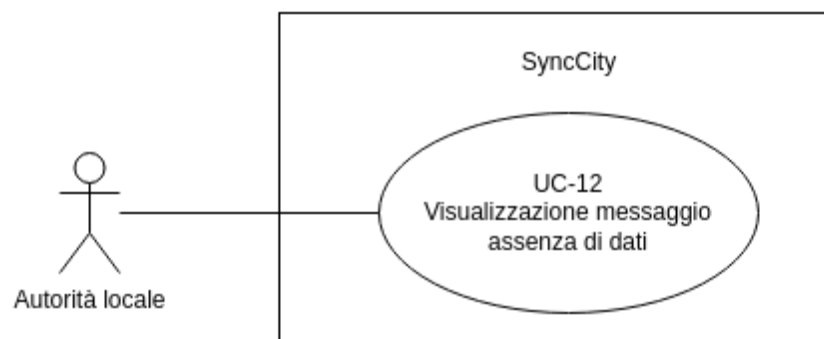 SyncCity
UC-12
Visualizzazione messaggio
assenza di dati
Autorità locale